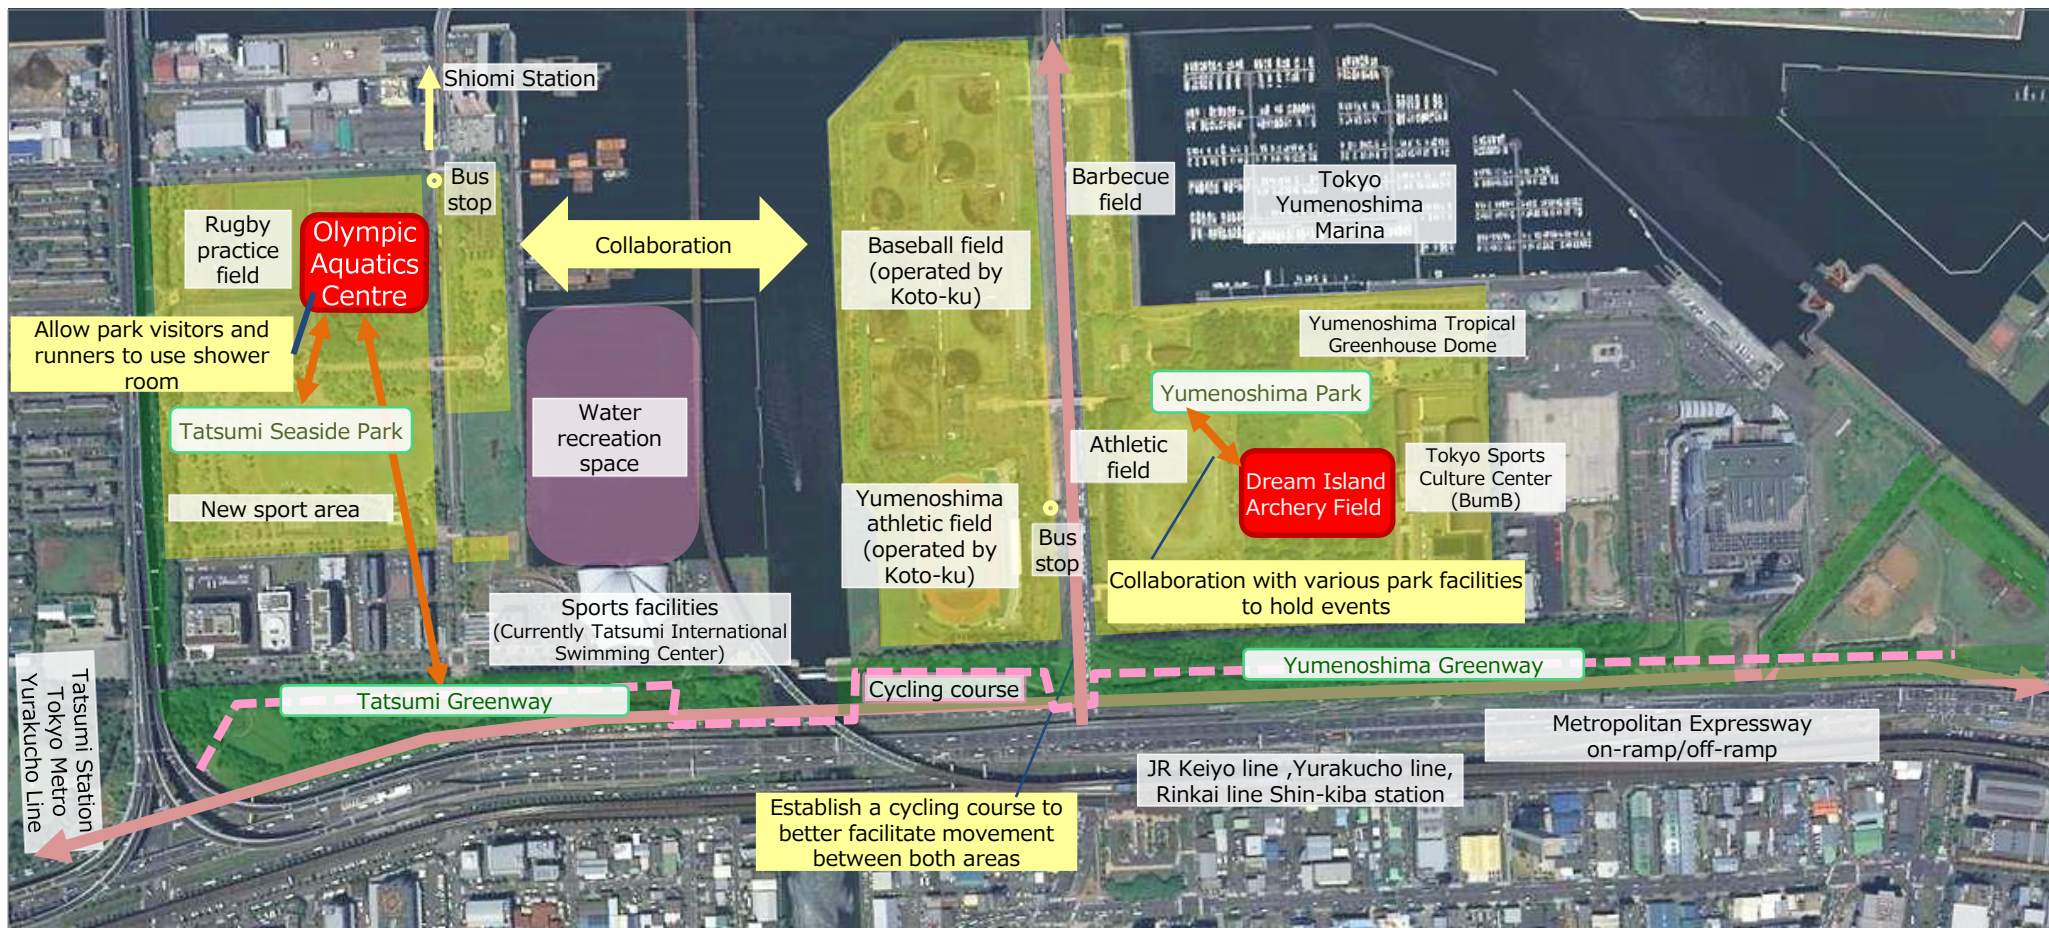 Shiomi Station
Bus
stop
Rugby
practice
field
Olympic
Aquatics
Centre
Allow park visitors and
runners to use shower
room
Tatsumi Seaside Park
New sport area
Collaboration
Water
recreation
space
Sports facilities
(Currently Tatsumi International
Swimming Center)
Tatsumi Greenway
Tatsumi Station
Tokyo Metro
Yurakucho Line
Baseball field
(operated by
Koto-ku)
Yumenoshima
athletic field
(operated by
Koto-ku)
Bus
stop
Barbecue
field
Tokyo
Yumenoshima
Marina
Yumenoshima Tropical
Greenhouse Dome
Yumenoshima Park
Athletic
field
Dream Island
Archery Field
Tokyo Sports
Culture Center
(BumB)
Collaboration with various park facilities
to hold events
Yumenoshima Greenway
Cycling course
Metropolitan Expressway
on-ramp/off-ramp
JR Keiyo line ,Yurakucho line,
Rinkai line Shin-kiba station
Establish a cycling course to
better facilitate movement
between both areas